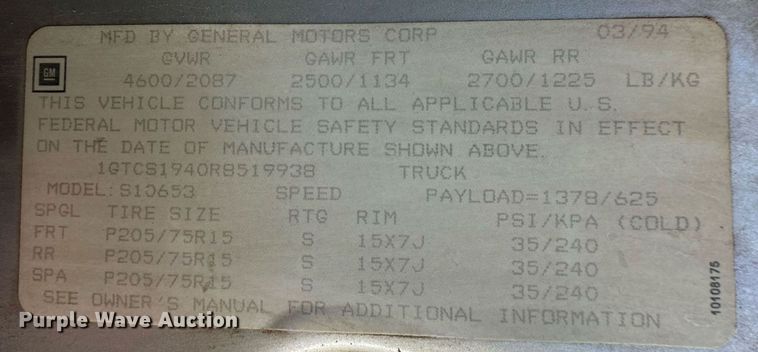 MFD BY GENERAL MOTORS CORP 03/94
GVWR GAWR FRT GAWR RR
GM
4600/2087 2500/1134 2700/1225 LB/KG
THIS VEHICLE CONFORMS TO ALL APPLICABLE U.S.
FEDERAL MOTOR VEHICLE SAFETY STANDARDS IN EFFECT
ON THE DATE OF MANUFACTURE SHOWN ABOVE.
1GTCS1940R8519938 TRUCK
MODEL:S10653 SPEED PAYLOAD=1378/625
SPGL TIRE SIZE RTG RIM PSI/KPA (COLD)
FRT P205/75R15 S 15X7J 35/240
RR P205/75R15 S 15X7J 35/240
SPA P205/75R15 S 15X7J 35/240
SEE OWNER'S MANUAL FOR ADDITIONAL INFORMATION
10108175
Purple Wave Auction